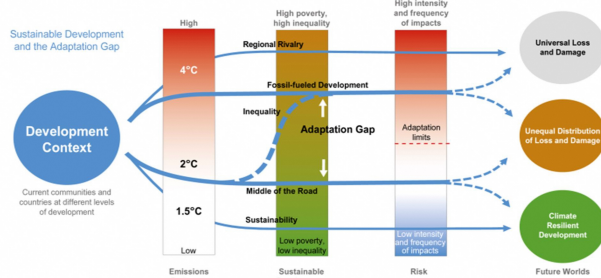 Sustainable Development
and the Adaptation Gap
High
High poverty,
high inequality
High intensity
and frequency
of impacts
Regional Rivalry
4°C
Fossil-fueled Development
Inequality
Adaptation Gap
Adaptation
limits
Development
Context
2°C
Middle of the Road
Current communities and
countries at different levels
of development
1.5°C
Sustainability
Low
Low poverty,
low inequality
Low intensity
and frequency
of impacts
Universal Loss
and Damage
Unequal Distribution
of Loss and Damage
Climate
Resilient
Development
Emissions
Sustainable
Risk
Future Worlds